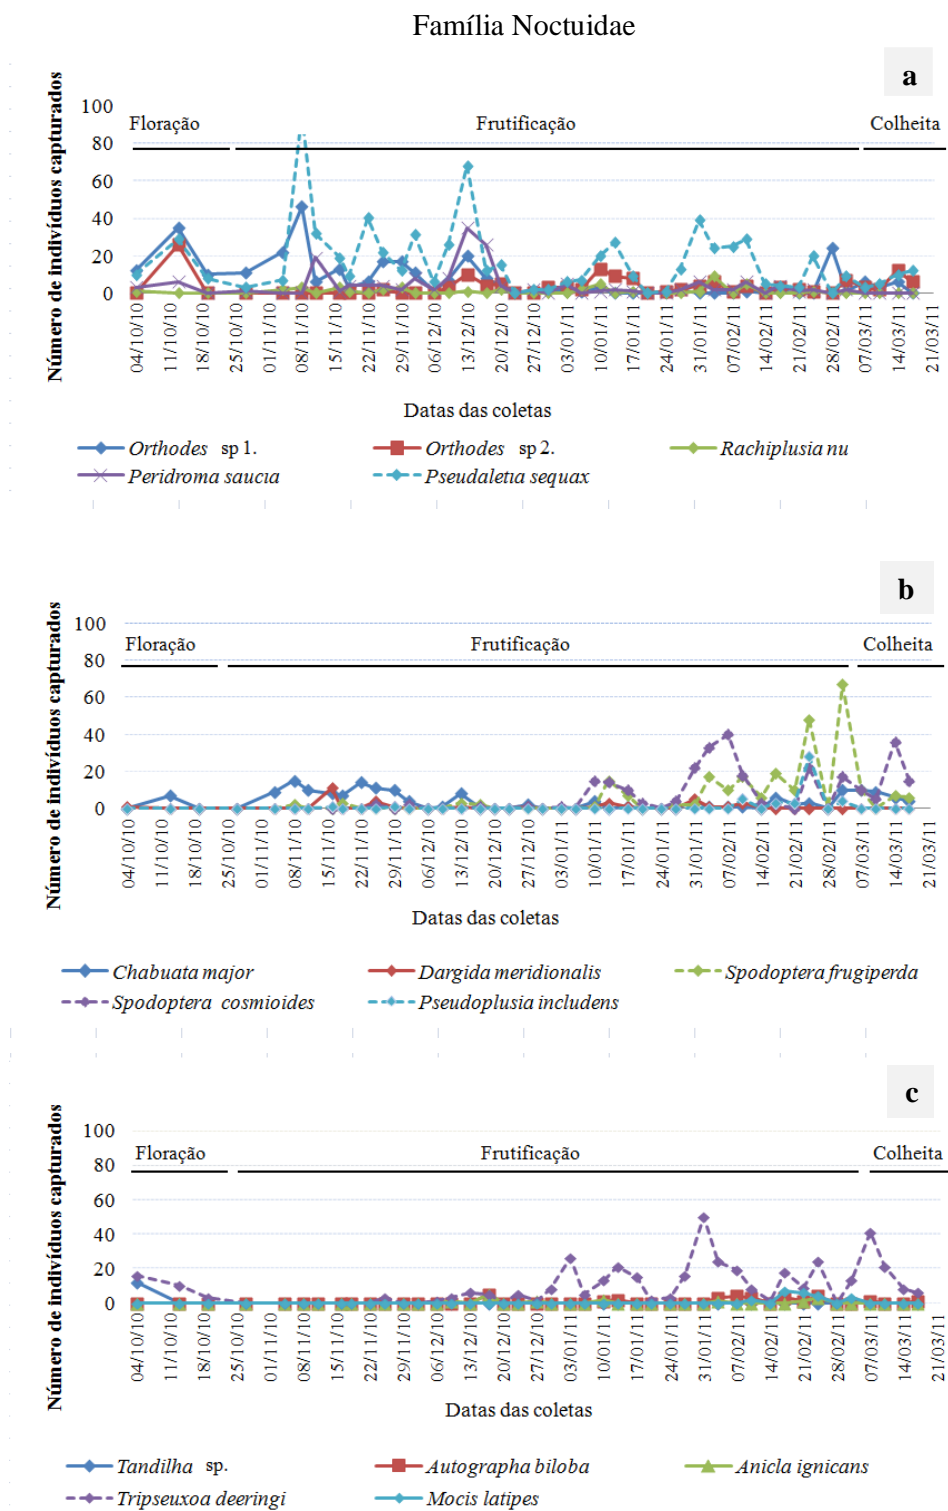 Família Noctuidae
a
Número de indivíduos capturados
100
80
60
40
20
0
Floração
Frutificação
Colheita
04/10/10
11/10/10
18/10/10
25/10/10
01/11/10
08/11/10
15/11/10
22/11/10
29/11/10
06/12/10
13/12/10
20/12/10
27/12/10
03/01/11
10/01/11
17/01/11
24/01/11
31/01/11
07/02/11
14/02/11
21/02/11
28/02/11
07/03/11
14/03/11
21/03/11
Datas das coletas
Orthodes sp 1.
Orthodes sp 2.
Rachiplusia nu
Peridroma saucia
Pseudaletia sequax
b
Número de indivíduos capturados
100
80
60
40
20
0
Floração
Frutificação
Colheita
04/10/10
11/10/10
18/10/10
25/10/10
01/11/10
08/11/10
15/11/10
22/11/10
29/11/10
06/12/10
13/12/10
20/12/10
27/12/10
03/01/11
10/01/11
17/01/11
24/01/11
31/01/11
07/02/11
14/02/11
21/02/11
28/02/11
07/03/11
14/03/11
21/03/11
Datas das coletas
Chabuata major
Dargida meridionalis
Spodoptera frugiperda
Spodoptera cosmioides
Pseudoplusia includens
c
Número de indivíduos capturados
100
80
60
40
20
0
Floração
Frutificação
Colheita
04/10/10
11/10/10
18/10/10
25/10/10
01/11/10
08/11/10
15/11/10
22/11/10
29/11/10
06/12/10
13/12/10
20/12/10
27/12/10
03/01/11
10/01/11
17/01/11
24/01/11
31/01/11
07/02/11
14/02/11
21/02/11
28/02/11
07/03/11
14/03/11
21/03/11
Datas das coletas
Tandilha sp.
Autographa biloba
Anicla ignicans
Tripseuxoa deeringi
Mocis latipes